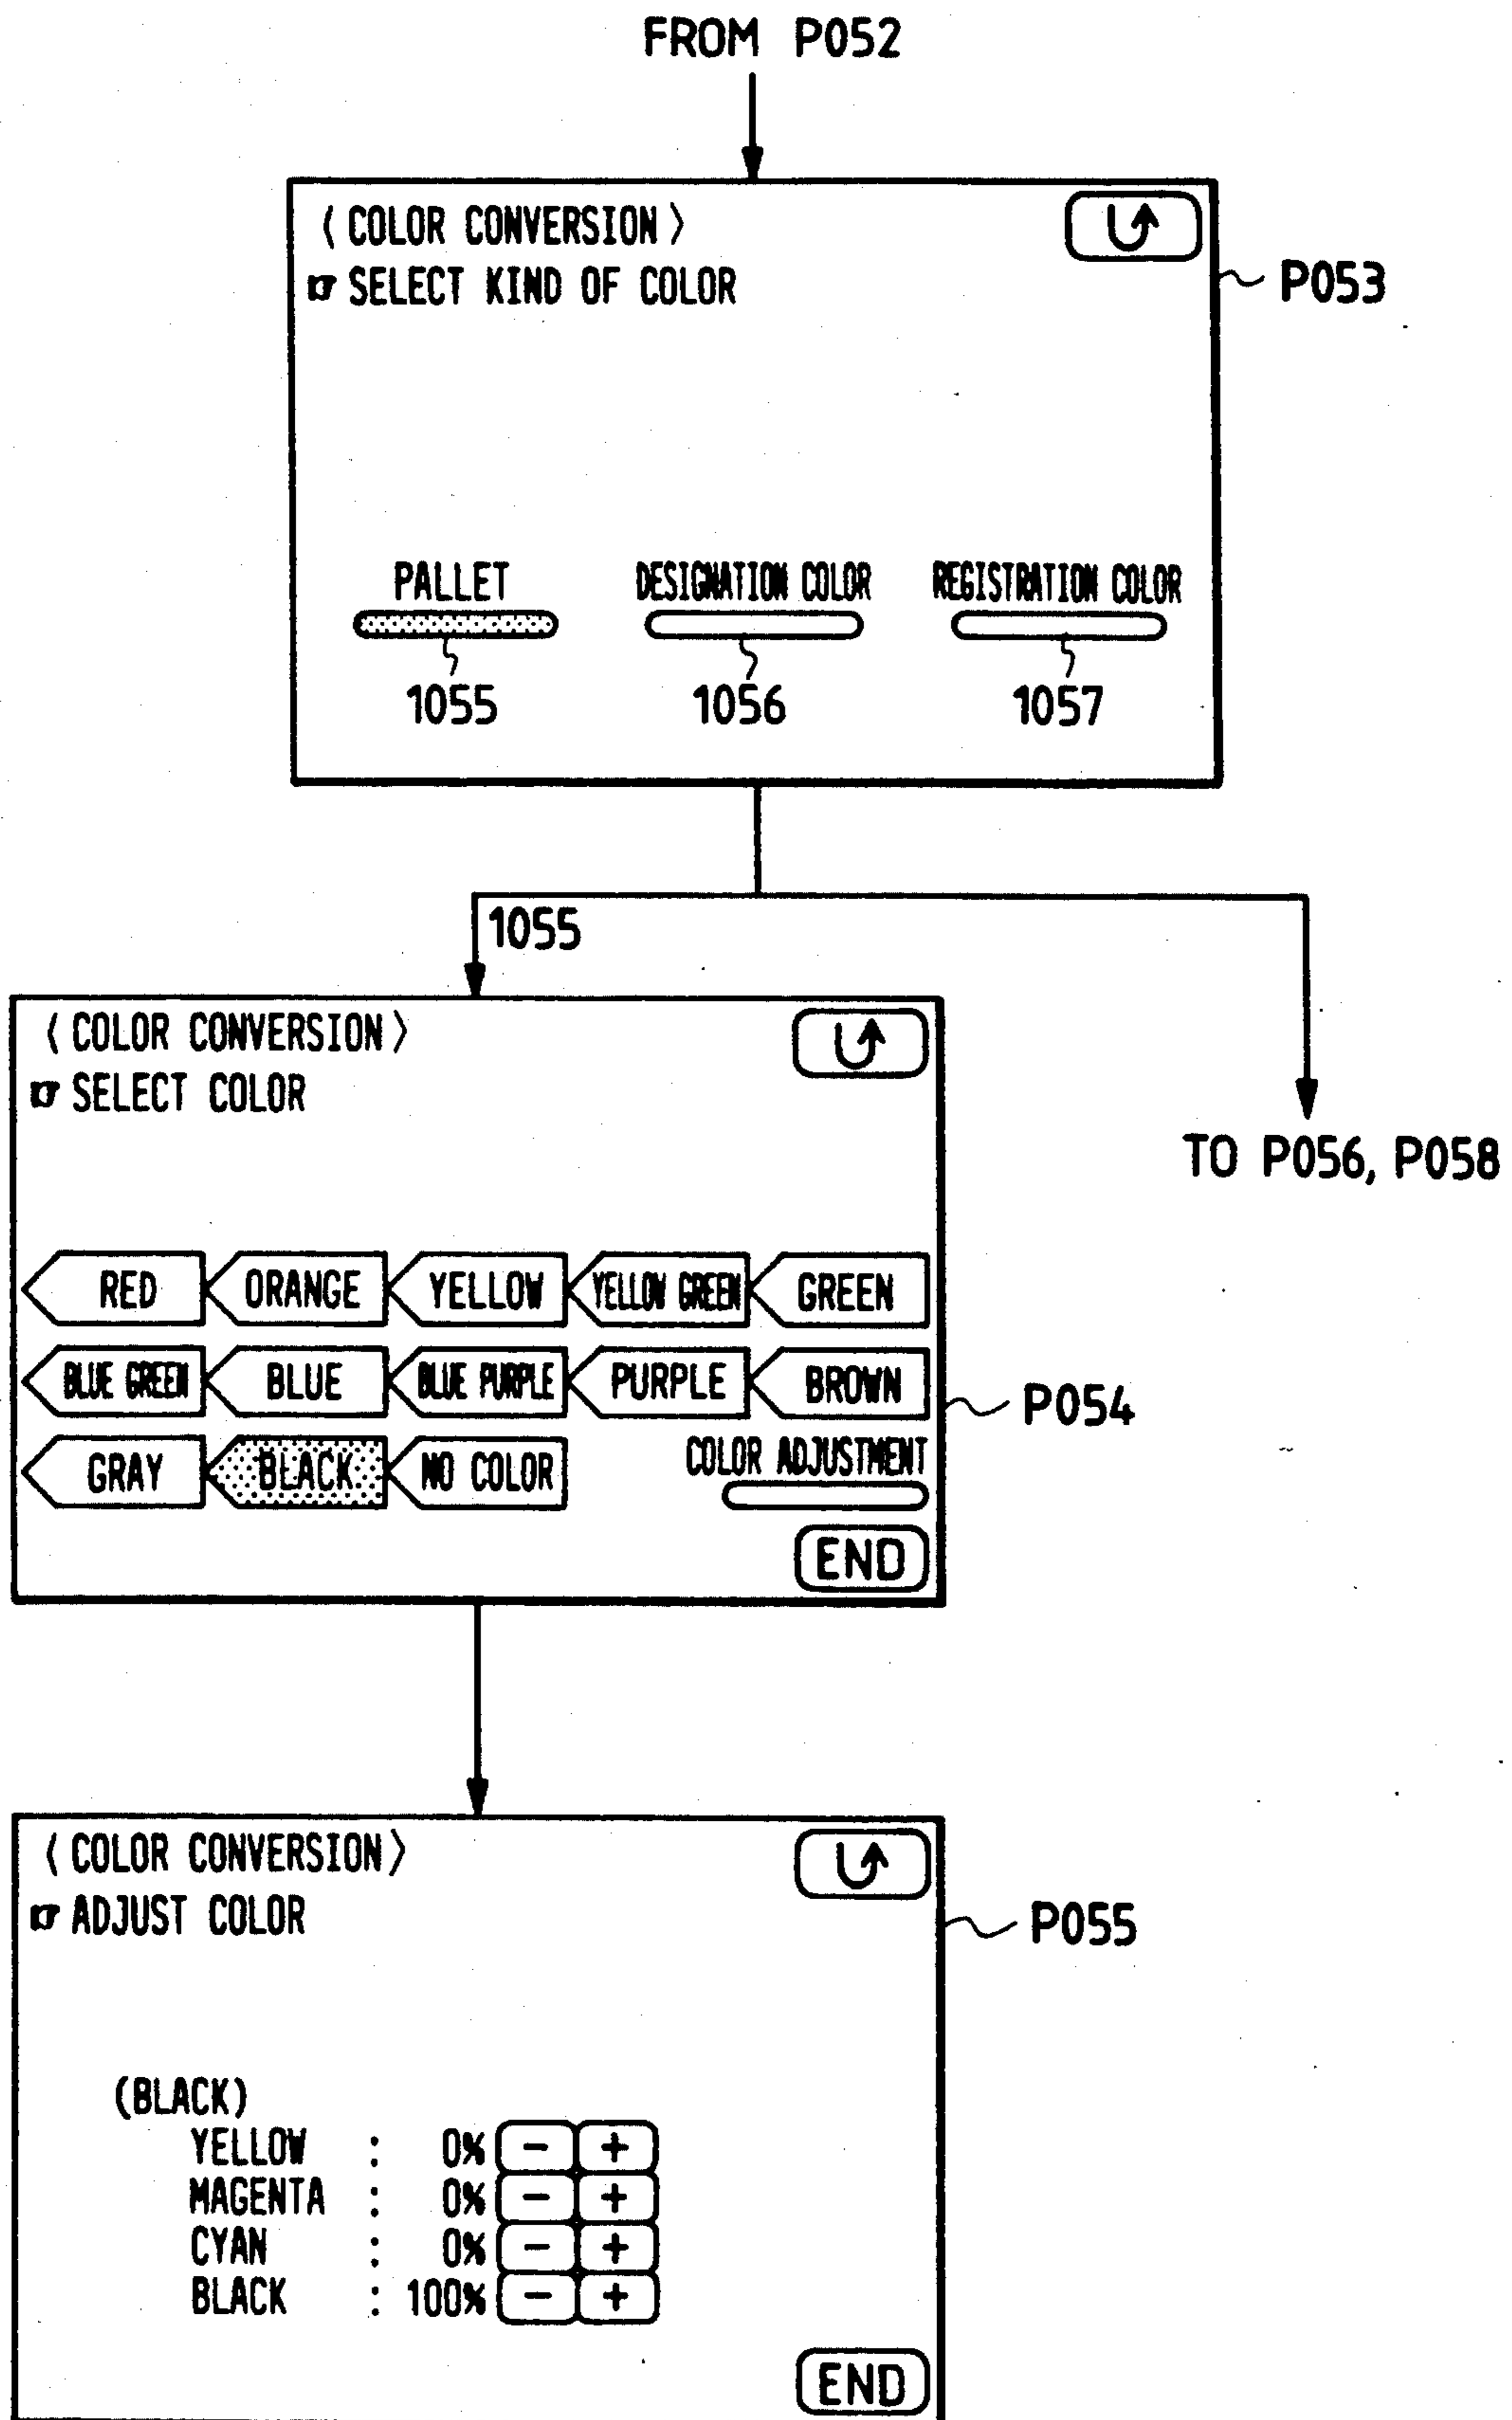 FROM P052
〈 COLOR CONVERSION 〉
☞ SELECT KIND OF COLOR
P053
PALLET DESIGNATION COLOR REGISTRATION COLOR
1055 1056 1057
1055
〈 COLOR CONVERSION 〉
☞ SELECT COLOR
TO P056, P058
RED ORANGE YELLOW YELLOW GREEN GREEN
BLUE GREEN BLUE BLUE PURPLE PURPLE BROWN
P054
GRAY BLACK NO COLOR COLOR ADJUSTMENT
END
〈 COLOR CONVERSION 〉
☞ ADJUST COLOR
P055
(BLACK)
YELLOW : 0% − +
MAGENTA : 0% − +
CYAN : 0% − +
BLACK : 100% − +
END